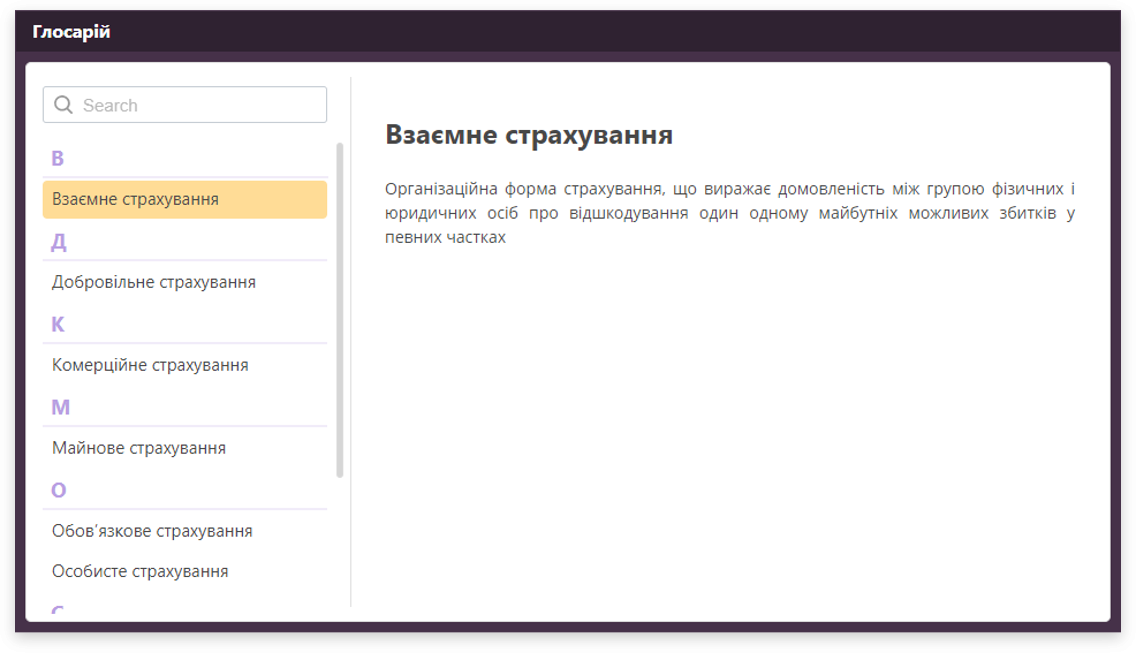 Глосарій
Search
В
Взаємне страхування
Д
Добровільне страхування
К
Комерційне страхування
М
Майнове страхування
О
Обов'язкове страхування
Особисте страхування
Взаємне страхування
Організаційна форма страхування, що виражає домовленість між групою фізичних і
юридичних осіб про відшкодування один одному майбутніх можливих збитків у
певних частках